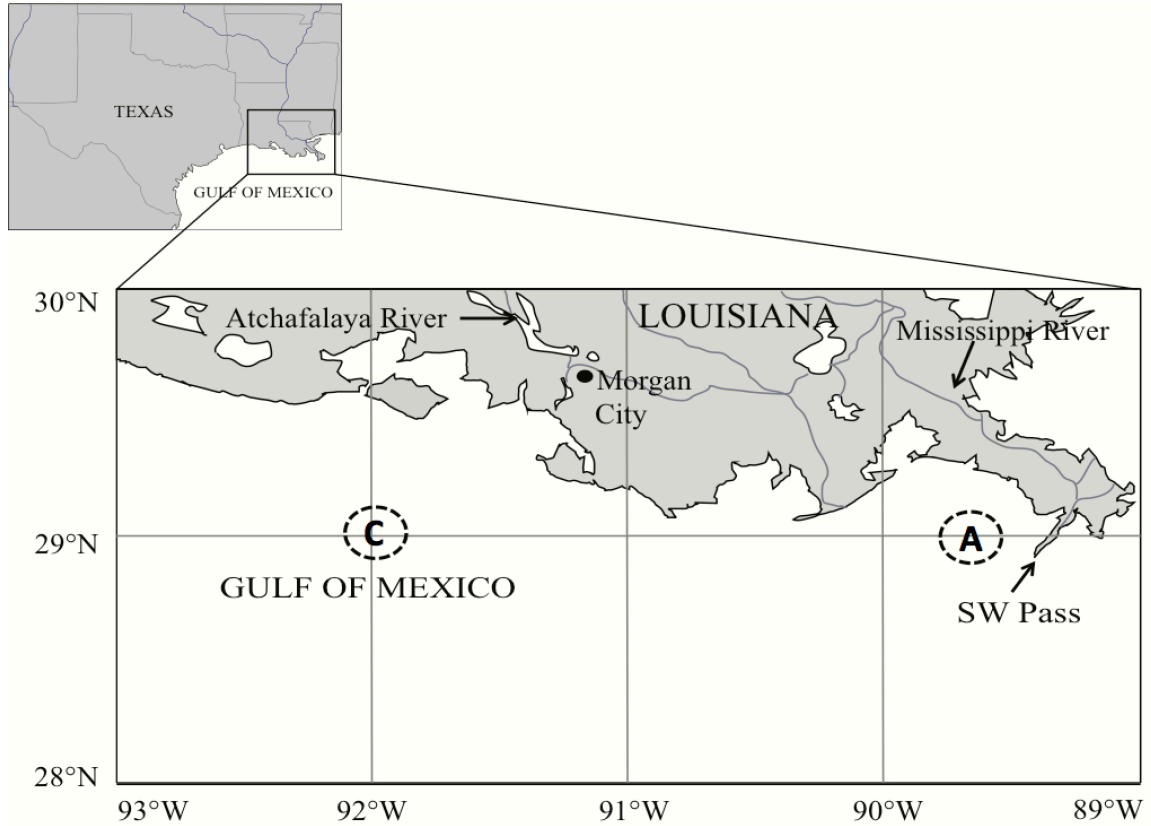 TEXAS
GULF OF MEXICO
30°N
Atchafalaya River
LOUISIANA
Mississippi River
Morgan
City
C
A
29°N
GULF OF MEXICO
SW Pass
28°N
93°W
92°W
91°W
90°W
89°W